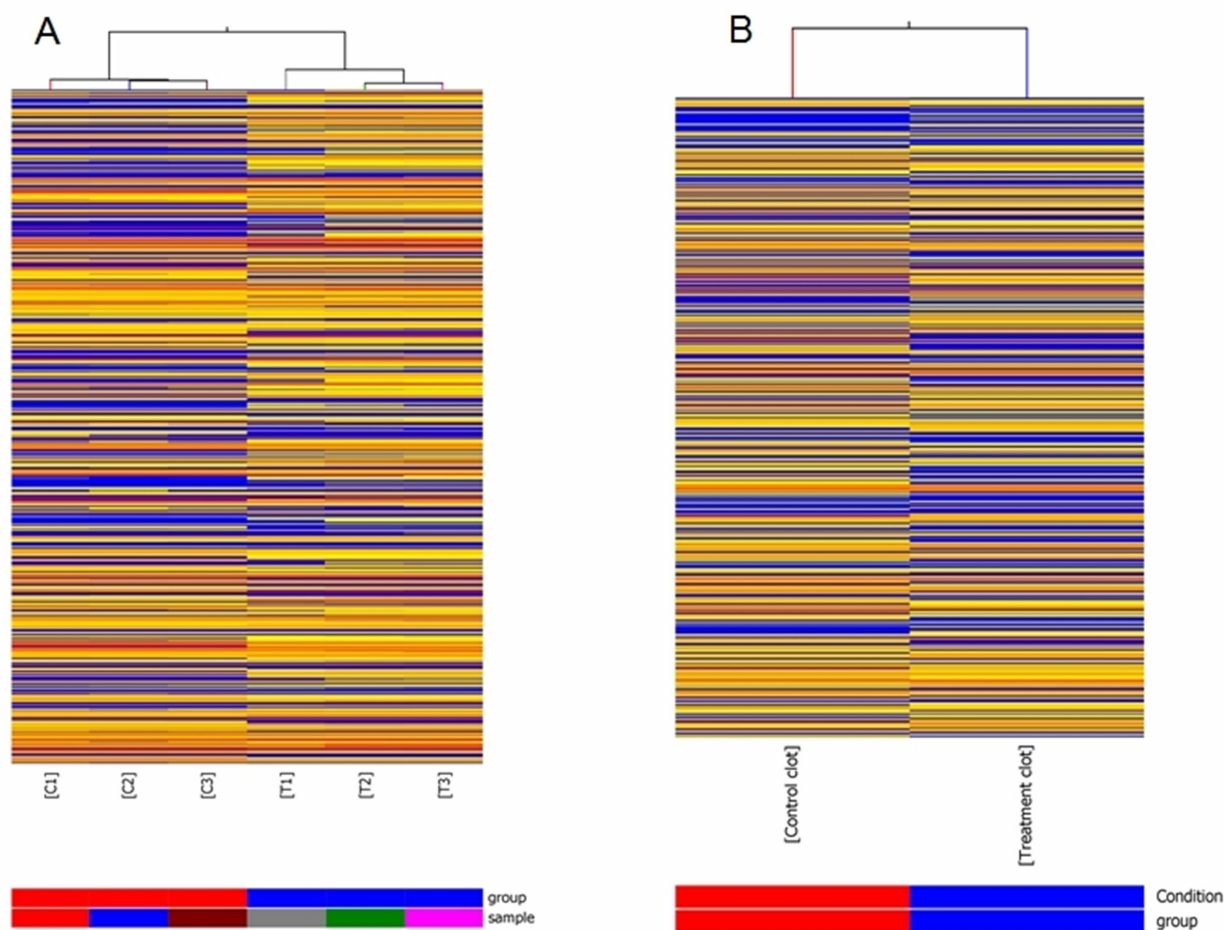 A
B
[C1]
[C2]
[C3]
[T1]
[T2]
[T3]
[Control clot]
[Treatment clot]
group
sample
Condition
group